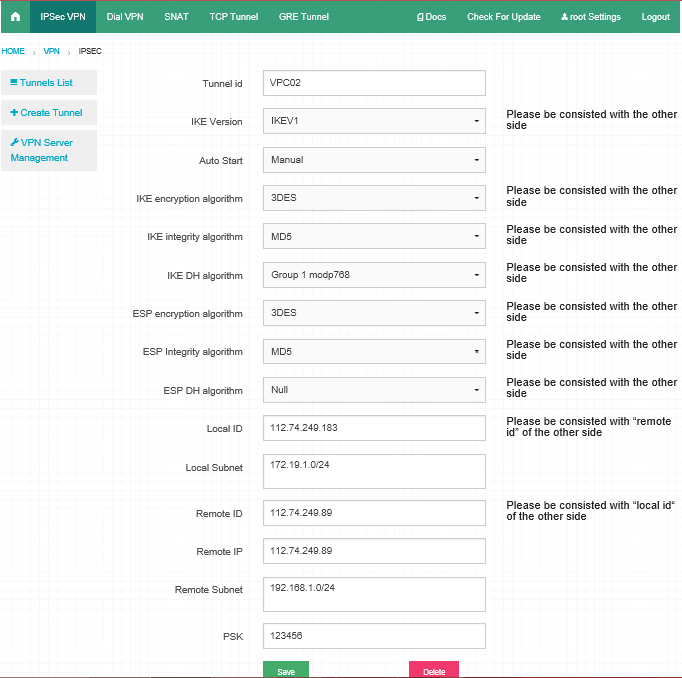 IPSec VPN Dial VPN SNAT TCP Tunnel GRE Tunnel Docs Check For Update root Settings Logout
HOME > VPN > IPSEC
Tunnels List
Create Tunnel
VPN Server
Management
Tunnel id VPC02
IKE Version IKEV1 Please be consisted with the other
side
Auto Start Manual
IKE encryption algorithm 3DES Please be consisted with the other
side
IKE integrity algorithm MD5 Please be consisted with the other
side
IKE DH algorithm Group 1 modp768 Please be consisted with the other
side
ESP encryption algorithm 3DES Please be consisted with the other
side
ESP Integrity algorithm MD5 Please be consisted with the other
side
ESP DH algorithm Null Please be consisted with the other
side
Local ID 112.74.249.183 Please be consisted with “remote
id” of the other side
Local Subnet 172.19.1.0/24
Remote ID 112.74.249.89 Please be consisted with “local id“
of the other side
Remote IP 112.74.249.89
Remote Subnet 192.168.1.0/24
PSK 123456
Save Delete